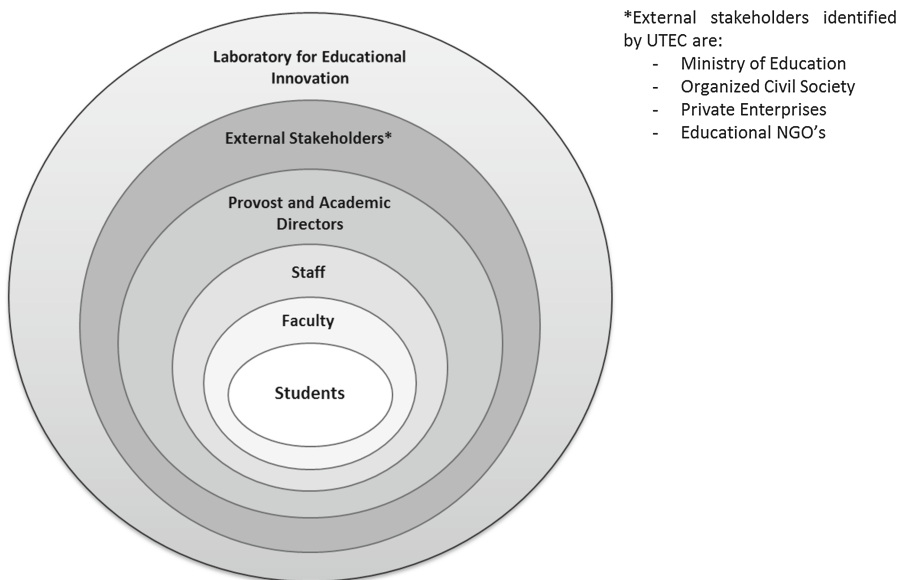 Laboratory for Educational
Innovation
External Stakeholders*
Provost and Academic
Directors
Staff
Faculty
Students
*External stakeholders identified
by UTEC are:
- Ministry of Education
- Organized Civil Society
- Private Enterprises
- Educational NGO’s